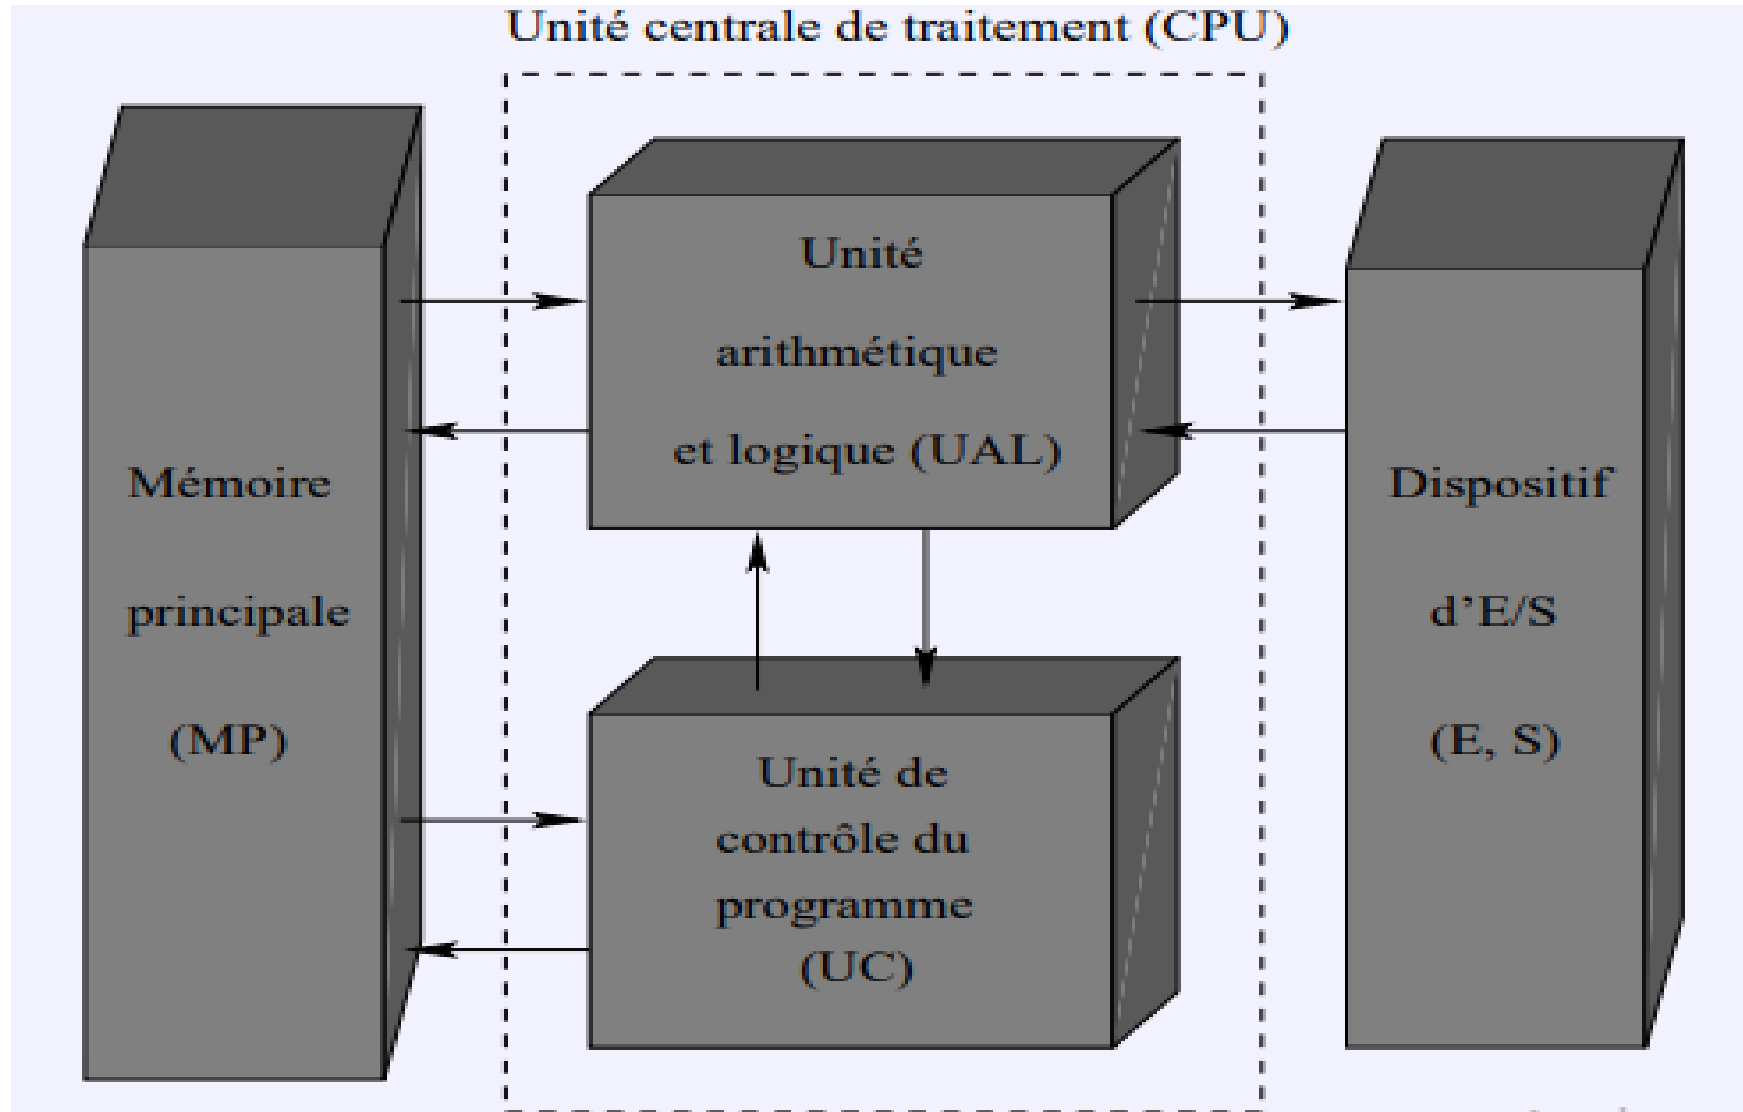 Unité centrale de traitement (CPU)
Unité
arithmétique
et logique (UAL)
Mémoire
principale
(MP)
Unité de
contrôle du
programme
(UC)
Dispositif
d’E/S
(E, S)